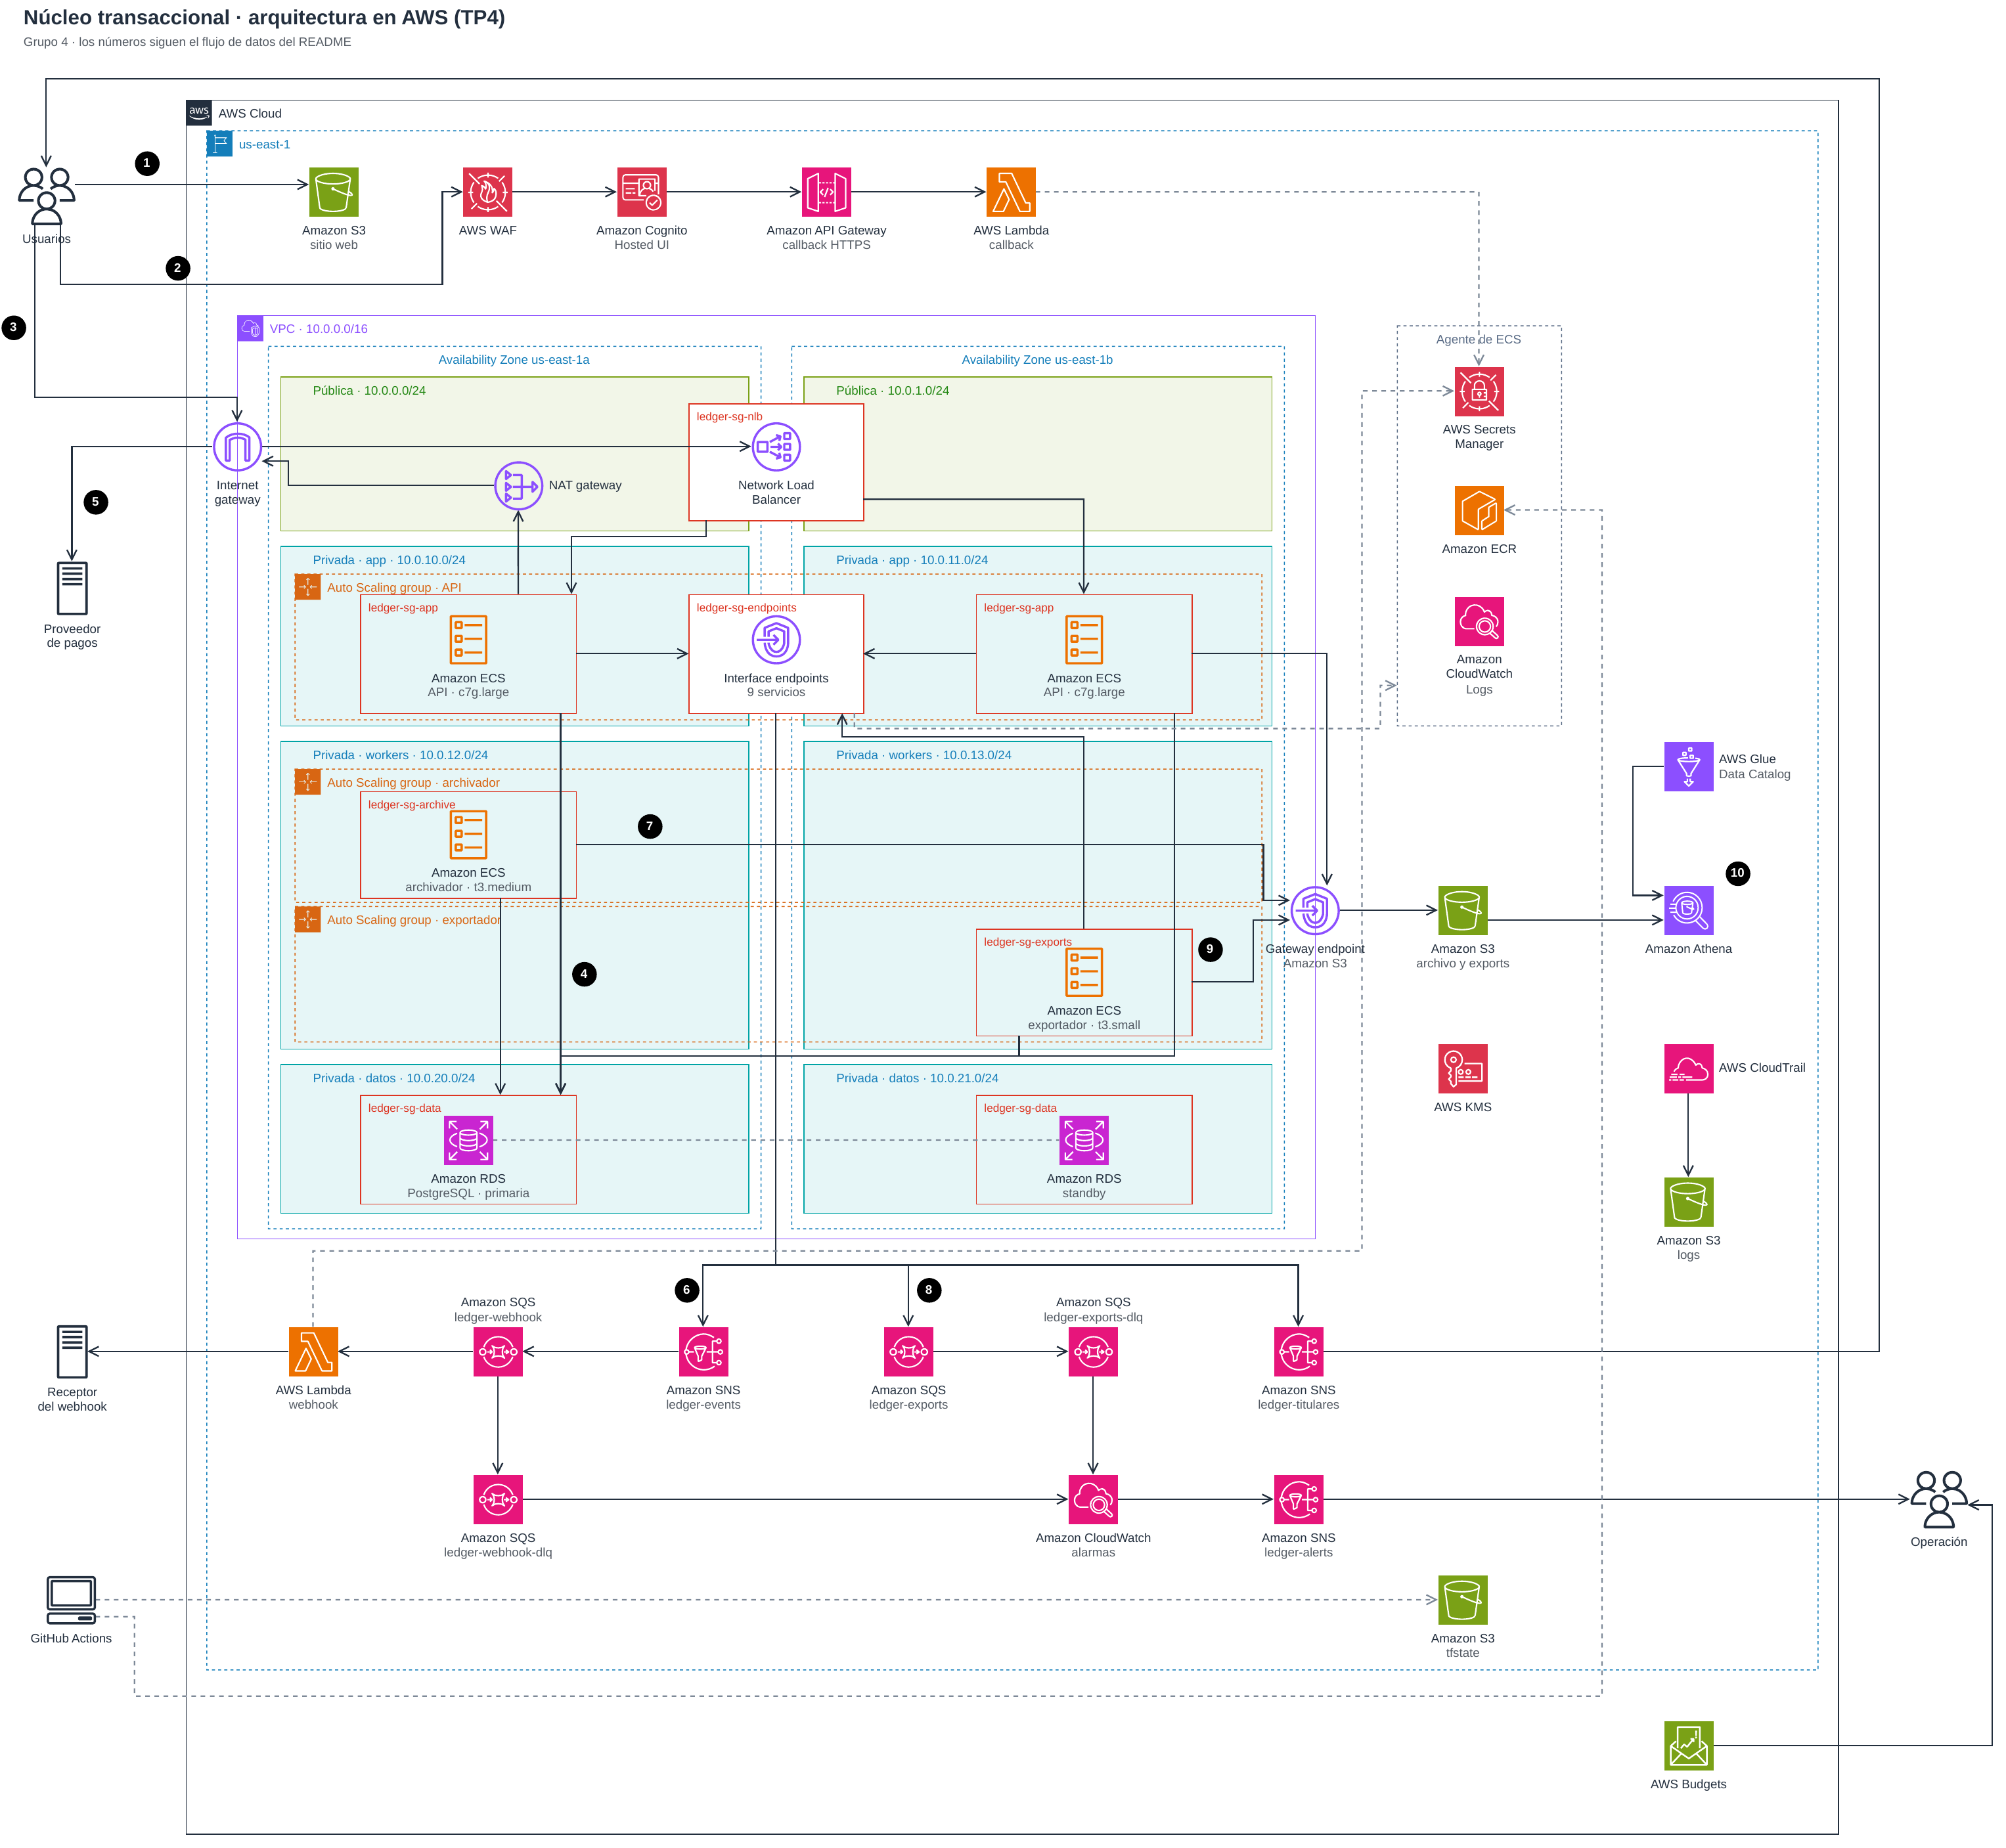 Núcleo transaccional · arquitectura en AWS (TP4)
Grupo 4 · los números siguen el flujo de datos del README
aws
AWS Cloud
us-east-1
1
Usuarios
Amazon S3
sitio web
AWS WAF
Amazon Cognito
Hosted UI
Amazon API Gateway
callback HTTPS
AWS Lambda
callback
2
3
VPC · 10.0.0.0/16
Availability Zone us-east-1a
Availability Zone us-east-1b
Agente de ECS
Pública · 10.0.0.0/24
Pública · 10.0.1.0/24
ledger-sg-nlb
AWS Secrets
Manager
Internet
gateway
NAT gateway
Network Load
Balancer
5
Amazon ECR
Privada · app · 10.0.10.0/24
Privada · app · 10.0.11.0/24
Auto Scaling group · API
ledger-sg-app
ledger-sg-endpoints
ledger-sg-app
Proveedor
de pagos
Amazon ECS
API · c7g.large
Interface endpoints
9 servicios
Amazon ECS
API · c7g.large
Amazon
CloudWatch
Logs
Privada · workers · 10.0.12.0/24
Privada · workers · 10.0.13.0/24
AWS Glue
Data Catalog
Auto Scaling group · archivador
ledger-sg-archive
7
Amazon ECS
archivador · t3.medium
10
Auto Scaling group · exportador
ledger-sg-exports
9
Gateway endpoint
Amazon S3
Amazon S3
archivo y exports
Amazon Athena
4
Amazon ECS
exportador · t3.small
Privada · datos · 10.0.20.0/24
Privada · datos · 10.0.21.0/24
AWS KMS
AWS CloudTrail
ledger-sg-data
ledger-sg-data
Amazon RDS
PostgreSQL · primaria
Amazon RDS
standby
Amazon S3
logs
6
8
Amazon SQS
ledger-webhook
Amazon SQS
ledger-exports-dlq
Receptor
del webhook
AWS Lambda
webhook
Amazon SNS
ledger-events
Amazon SQS
ledger-exports
Amazon SNS
ledger-titulares
Amazon SQS
ledger-webhook-dlq
Amazon CloudWatch
alarmas
Amazon SNS
ledger-alerts
Operación
GitHub Actions
Amazon S3
tfstate
AWS Budgets